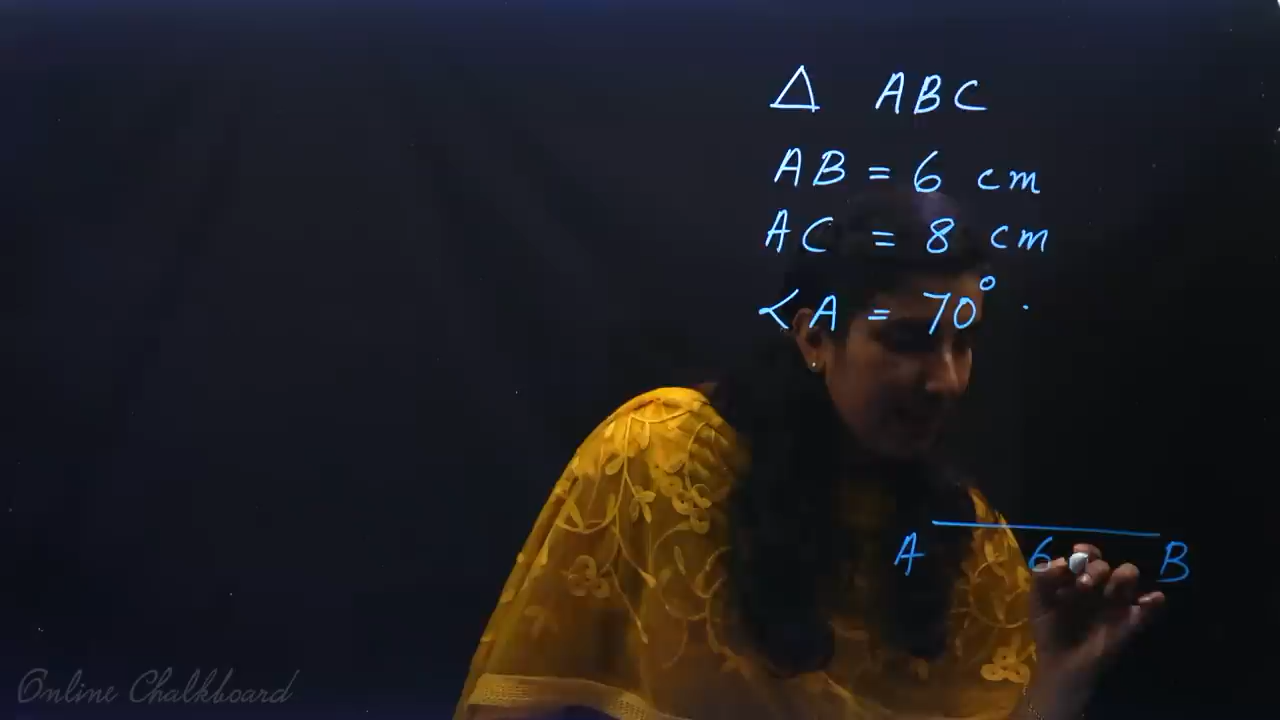 △ ABC
AB = 6 cm
AC = 8 cm
∠A = 70°.
A 6 B
Online Chalkboard